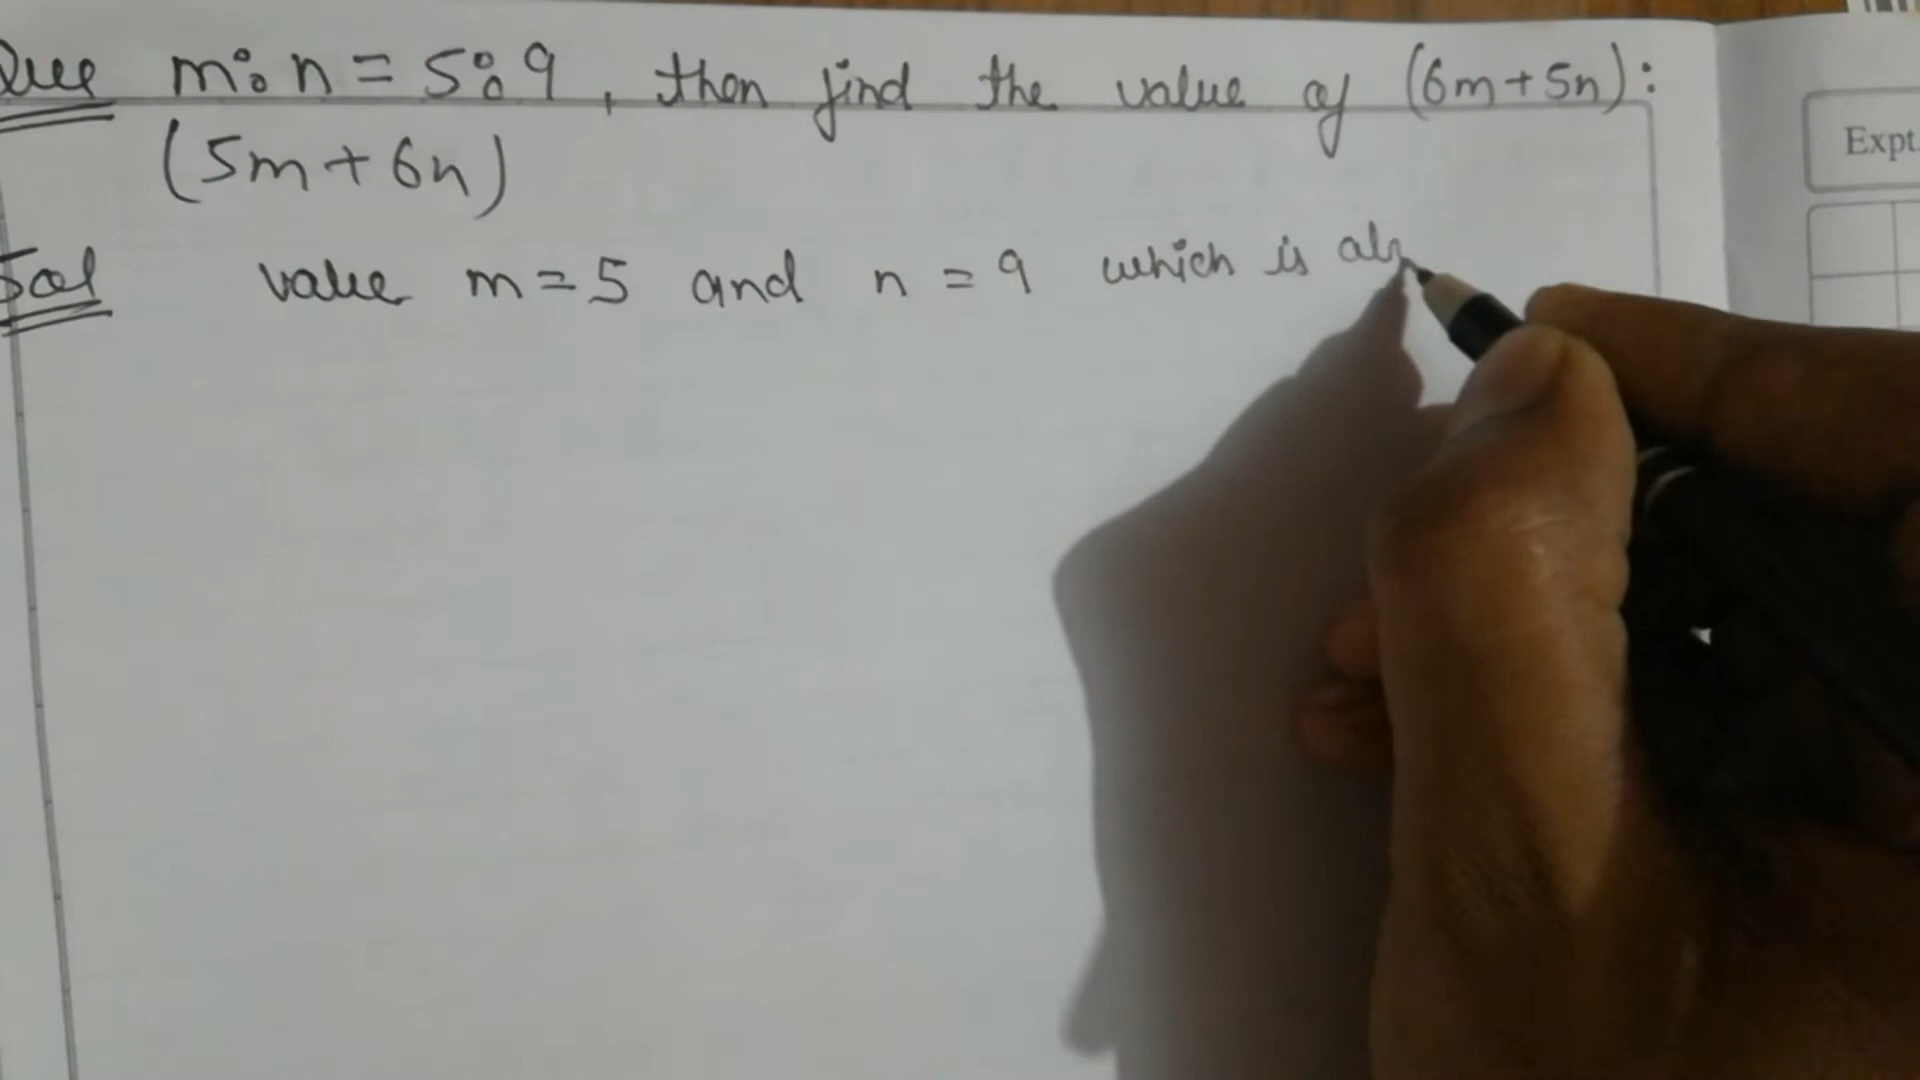 Que m:n = 5:9, then find the value of (6m+5n):
(5m+6n)
Sol value m=5 and n=9 which is
Expt.